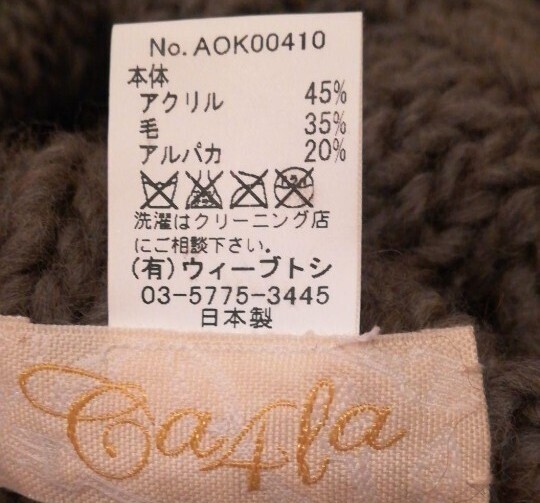 No. AOK00410
本体
アクリル 45%
毛 35%
アルパカ 20%
洗濯はクリーニング店
にご相談下さい。
(有)ウィーブトシ
03-5775-3445
日本製
Ca4la